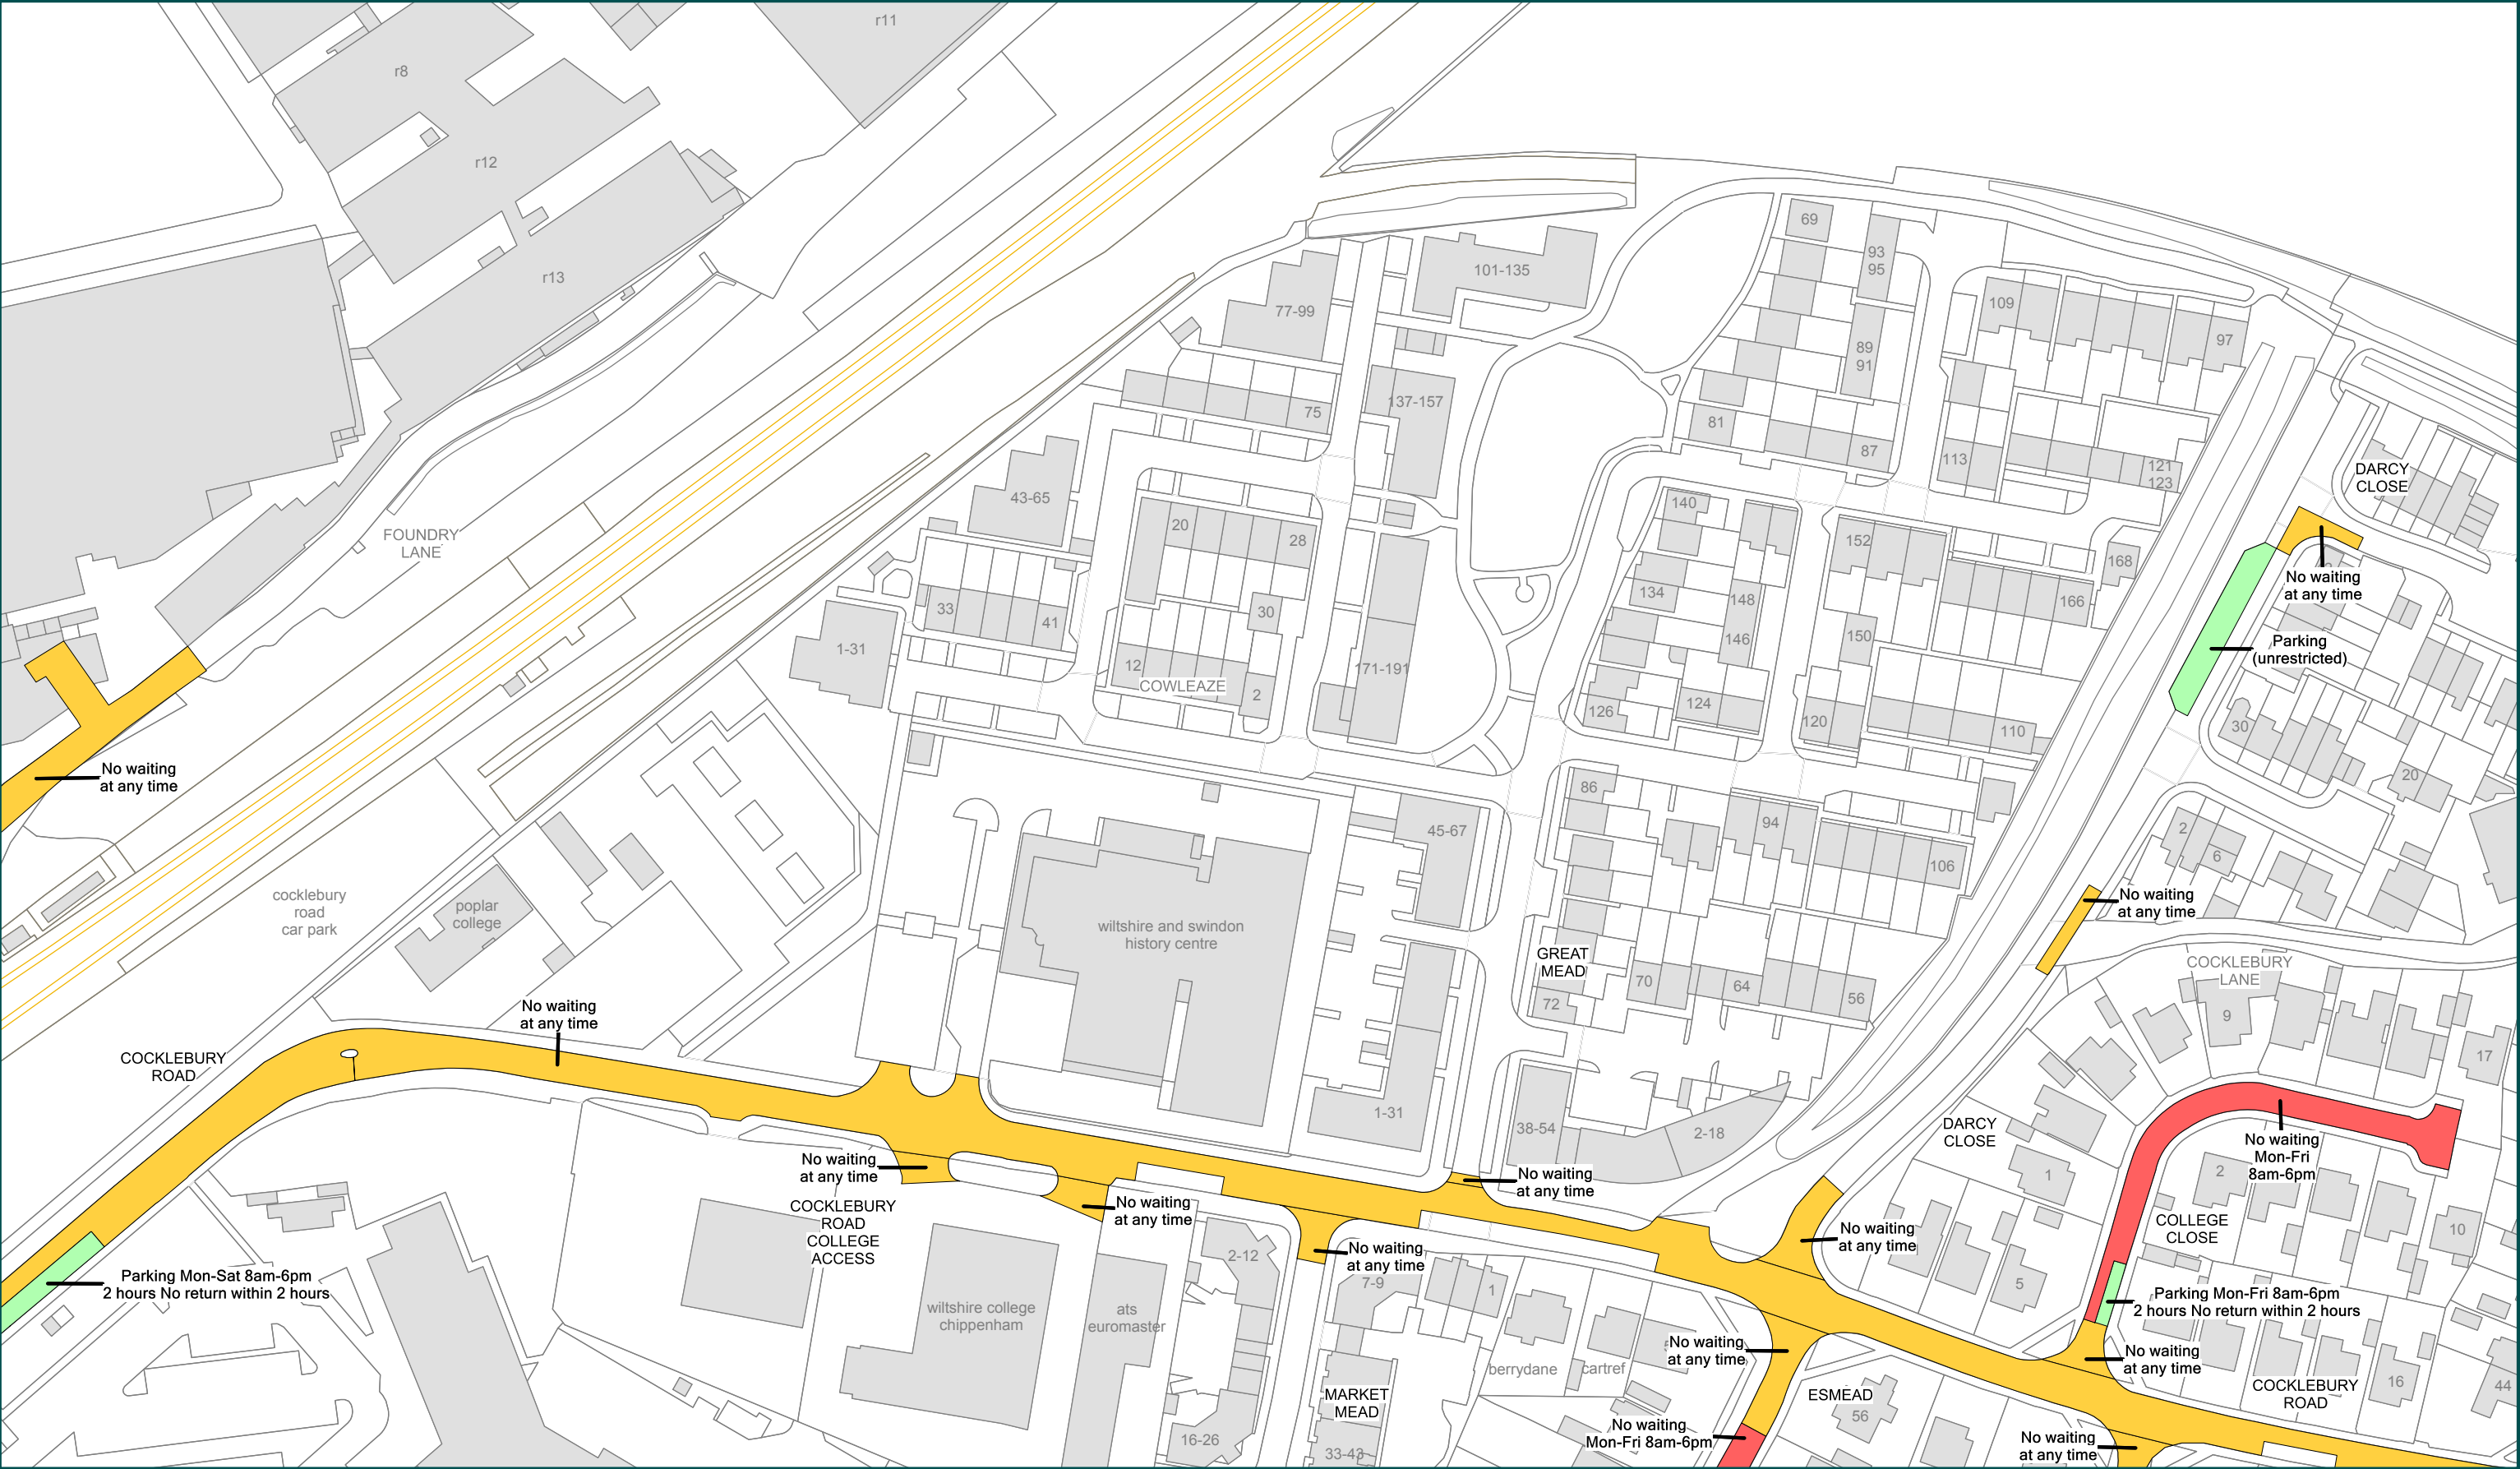 r11
r8
r12
r13
69
93
95
101-135
77-99
109
97
89
91
75
137-157
81
87
113
121
123
DARCY
CLOSE
43-65
20
28
140
152
168
FOUNDRY
LANE
No waiting
at any time
33
41
30
134
148
166
146
150
Parking
(unrestricted)
1-31
12
COWLEAZE
2
171-191
126
124
120
110
30
20
No waiting
at any time
86
94
45-67
106
2
6
cocklebury
road
car park
poplar
college
wiltshire and swindon
history centre
No waiting
at any time
GREAT
MEAD
70
64
56
72
COCKLEBURY
LANE
9
17
No waiting
at any time
COCKLEBURY
ROAD
1-31
38-54
2-18
DARCY
CLOSE
No waiting
Mon-Fri
8am-6pm
1
2
No waiting
at any time
No waiting
at any time
No waiting
at any time
COCKLEBURY
ROAD
COLLEGE
ACCESS
COLLEGE
CLOSE
10
No waiting
at any time
No waiting
at any time
2-12
7-9
1
5
Parking Mon-Sat 8am-6pm
2 hours No return within 2 hours
Parking Mon-Fri 8am-6pm
2 hours No return within 2 hours
wiltshire college
chippenham
ats
euromaster
No waiting
at any time
No waiting
at any time
berrydane
cartref
MARKET
MEAD
ESMEAD
56
COCKLEBURY
ROAD
16
44
No waiting
Mon-Fri 8am-6pm
16-26
33-43
No waiting
at any time